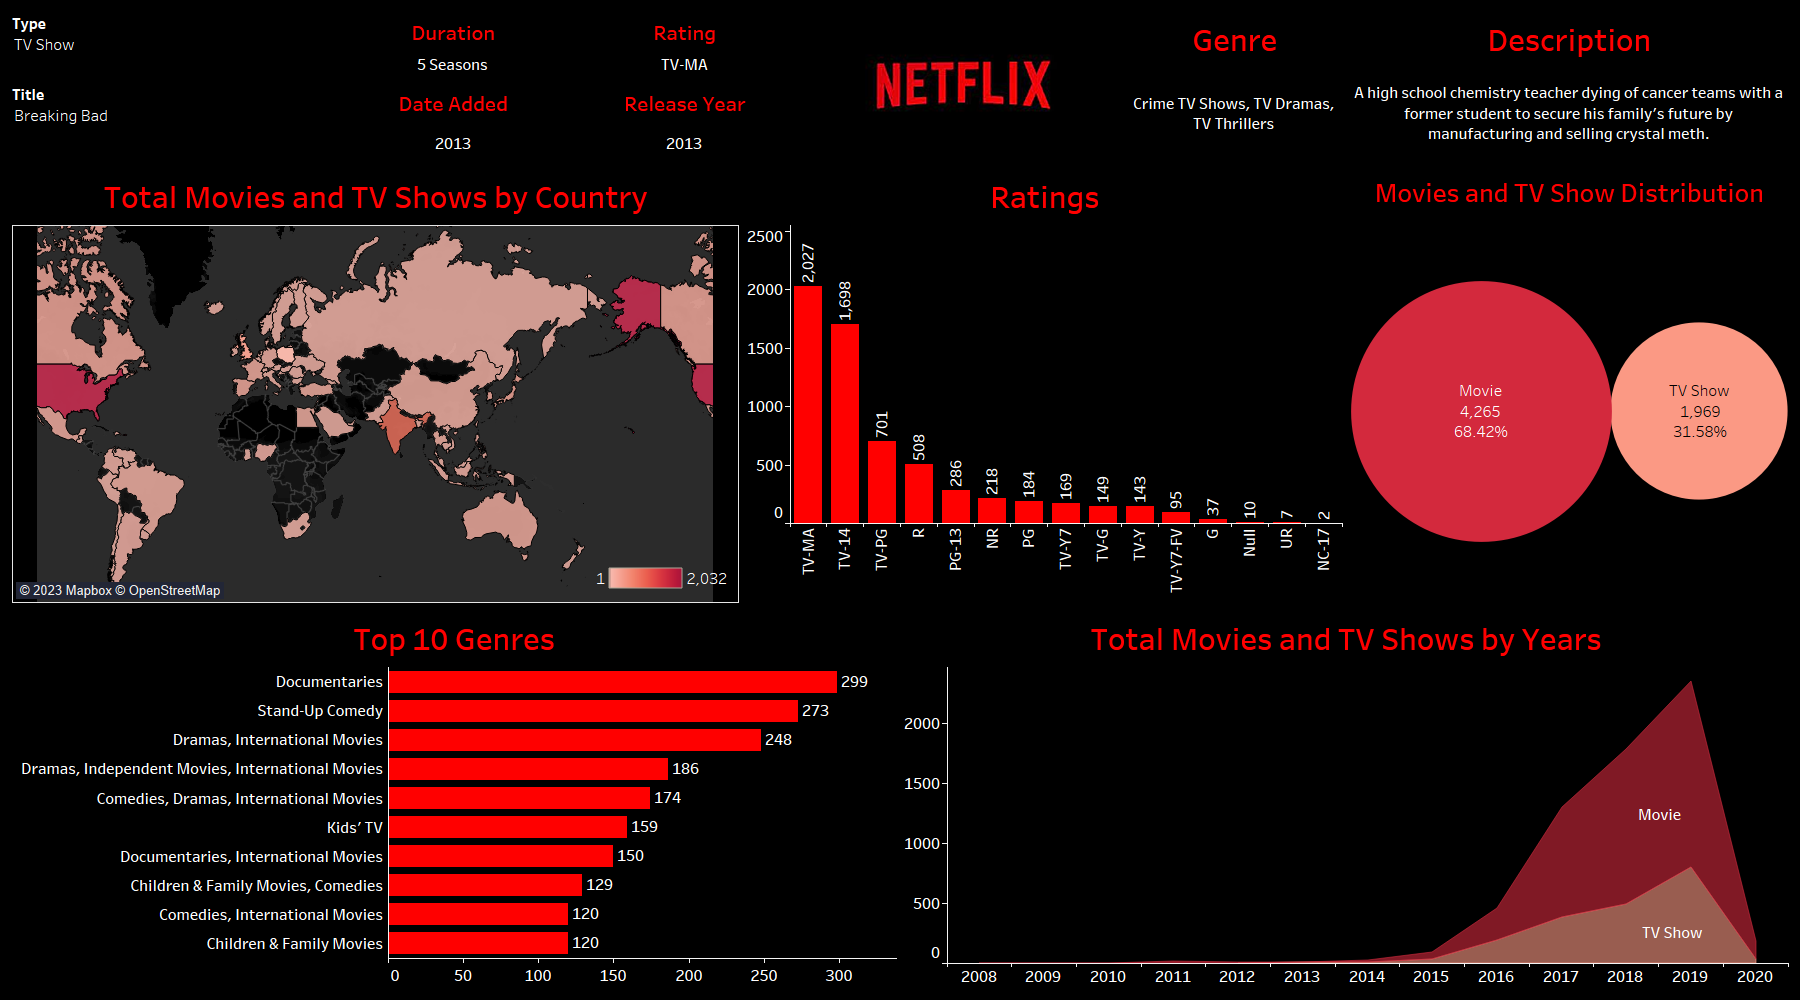 Type
TV Show
Title
Breaking Bad
Duration
5 Seasons
Rating
TV-MA
Date Added
2013
Release Year
2013
NETFLIX
Genre
Crime TV Shows, TV Dramas,
TV Thrillers
Description
A high school chemistry teacher dying of cancer teams with a
former student to secure his family’s future by
manufacturing and selling crystal meth.
Total Movies and TV Shows by Country
1
2,032
© 2023 Mapbox © OpenStreetMap
Ratings
2500
2000
1500
1000
500
0
2,027
1,698
701
508
286
218
184
169
149
143
95
37
10
7
2
TV-MA
TV-14
TV-PG
R
PG-13
NR
PG
TV-Y7
TV-G
TV-Y
TV-Y7-FV
G
Null
UR
NC-17
Movies and TV Show Distribution
Movie
4,265
68.42%
TV Show
1,969
31.58%
Top 10 Genres
Documentaries 299
Stand-Up Comedy 273
Dramas, International Movies 248
Dramas, Independent Movies, International Movies 186
Comedies, Dramas, International Movies 174
Kids’ TV 159
Documentaries, International Movies 150
Children & Family Movies, Comedies 129
Comedies, International Movies 120
Children & Family Movies 120
0 50 100 150 200 250 300
Total Movies and TV Shows by Years
2000
1500
1000
500
0
Movie
TV Show
2008 2009 2010 2011 2012 2013 2014 2015 2016 2017 2018 2019 2020